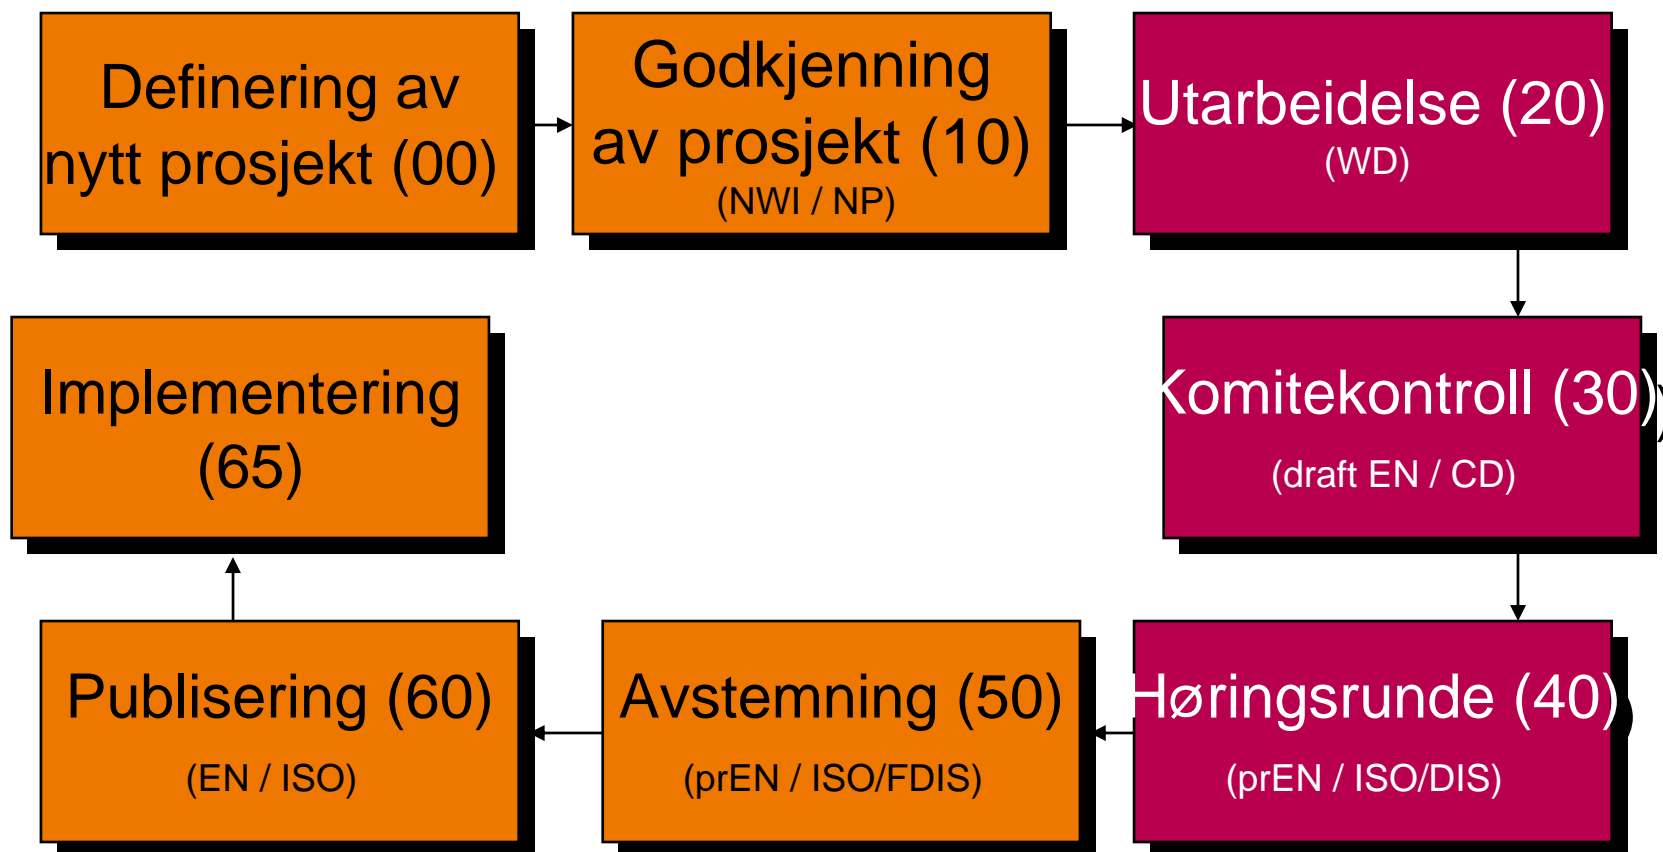 Definering av
nytt prosjekt (00)
Godkjenning
av prosjekt (10)
(NWI / NP)
Utarbeidelse (20)
(WD)
Komitekontroll (30)
(draft EN / CD)
Høringsrunde (40)
(prEN / ISO/DIS)
Avstemning (50)
(prEN / ISO/FDIS)
Publisering (60)
(EN / ISO)
Implementering
(65)